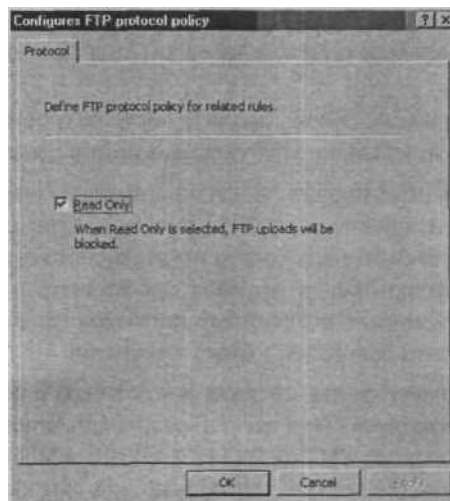 Configures FTP protocol policy
Protocol
Define FTP protocol policy for related rules.
Read Only
When Read Only is selected, FTP uploads will be
blocked.
OK
Cancel
Apply